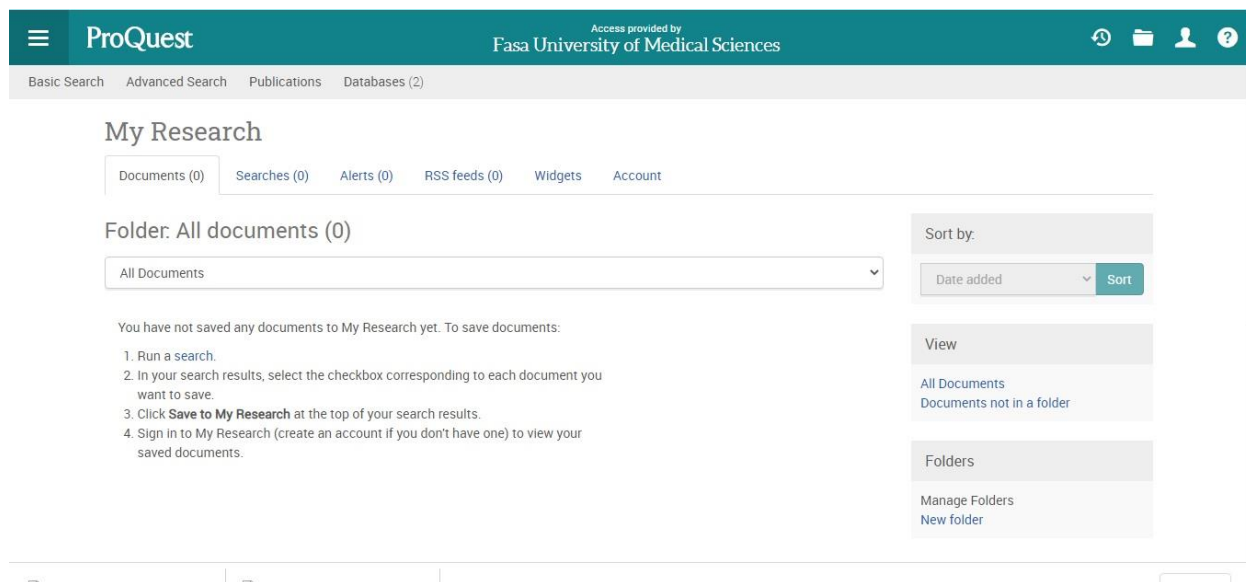 ProQuest
Access provided by
Fasa University of Medical Sciences
Basic Search Advanced Search Publications Databases (2)
My Research
Documents (0) Searches (0) Alerts (0) RSS feeds (0) Widgets Account
Folder: All documents (0)
All Documents
You have not saved any documents to My Research yet. To save documents:
1. Run a search.
2. In your search results, select the checkbox corresponding to each document you
want to save.
3. Click Save to My Research at the top of your search results.
4. Sign in to My Research (create an account if you don't have one) to view your
saved documents.
Sort by:
Date added Sort
View
All Documents
Documents not in a folder
Folders
Manage Folders
New folder